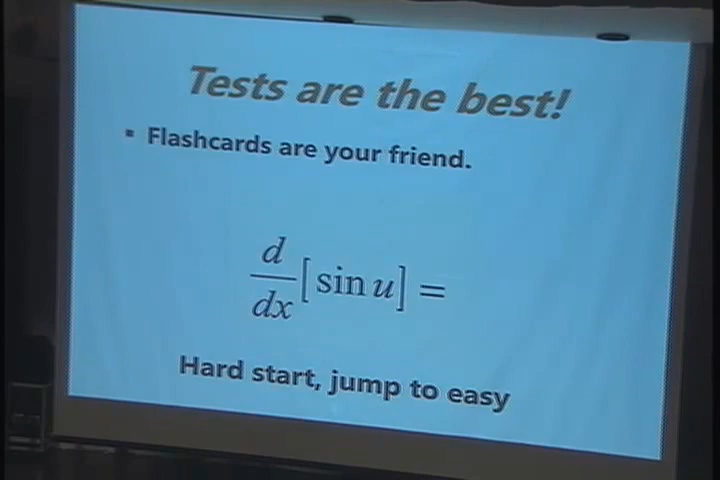 Tests are the best!
▪ Flashcards are your friend.
d/dx [sin u] =
Hard start, jump to easy